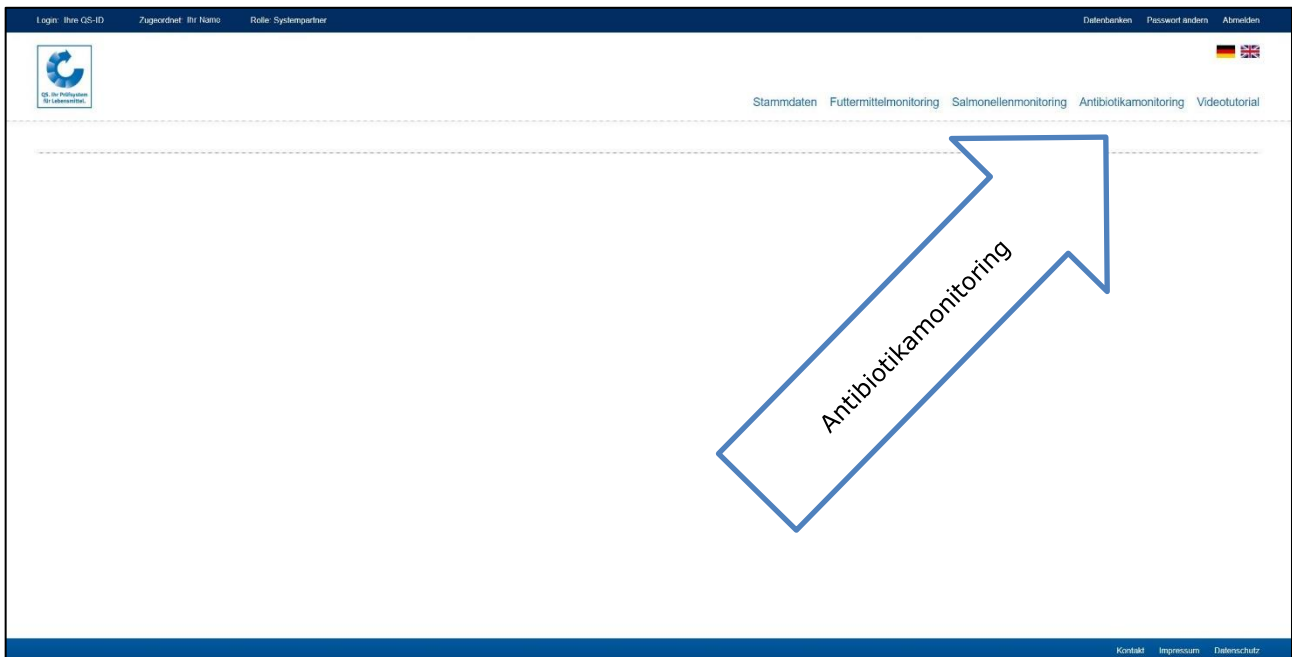 Login: Ihre QS-ID Zugeordnet: Ihr Name Rolle: Systempartner Datenbanken Passwort ändern Abmelden
QS. Ihr Prüfsystem
für Lebensmittel.
Stammdaten Futtermittelmonitoring Salmonellenmonitoring Antibiotikamonitoring Videotutorial
Antibiotikamonitoring
Kontakt Impressum Datenschutz